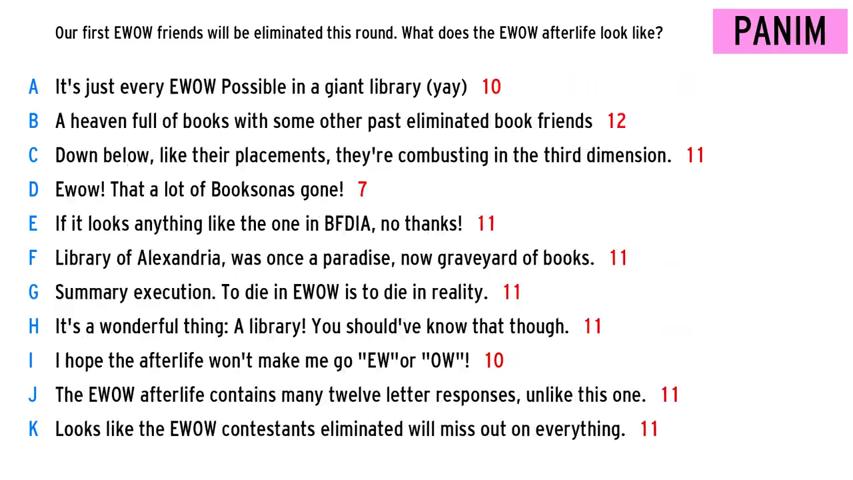 Our first EWOW friends will be eliminated this round. What does the EWOW afterlife look like?
PANIM
A It's just every EWOW Possible in a giant library (yay) 10
B A heaven full of books with some other past eliminated book friends 12
C Down below, like their placements, they're combusting in the third dimension. 11
D Ewow! That a lot of Booksonas gone! 7
E If it looks anything like the one in BFDIA, no thanks! 11
F Library of Alexandria, was once a paradise, now graveyard of books. 11
G Summary execution. To die in EWOW is to die in reality. 11
H It's a wonderful thing: A library! You should've know that though. 11
I I hope the afterlife won't make me go "EW"or "OW"! 10
J The EWOW afterlife contains many twelve letter responses, unlike this one. 11
K Looks like the EWOW contestants eliminated will miss out on everything. 11